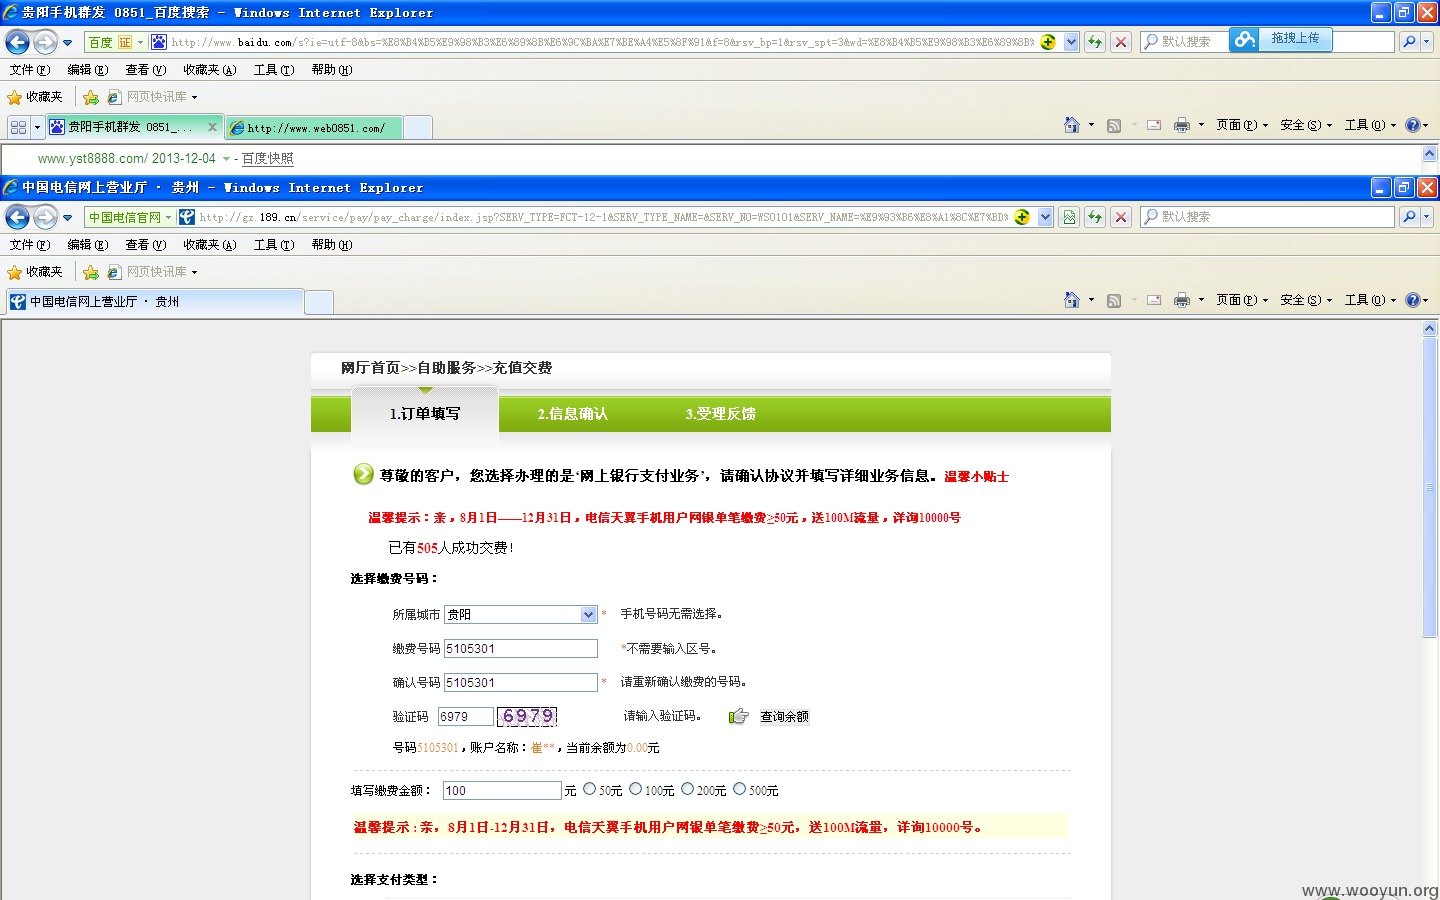 贵阳手机群发 0851_百度搜索 - Windows Internet Explorer
百度 证 http://www.baidu.com/s?ie=utf-8&bs=%E8%B4%B5%E9%98%B3%E6%89%8B%E6%9C%BA%E7%BE%A4%E5%8F%91&f=8&rsv_bp=1&rsv_spt=3&wd=%E8%B4%B5%E9%98%B3%E6%89%8B% 默认搜索 拖拽上传
文件(F) 编辑(E) 查看(V) 收藏夹(A) 工具(T) 帮助(H)
收藏夹 网页快讯库
贵阳手机群发 0851_... http://www.web0851.com/ 页面(P) 安全(S) 工具(O)
www.yst8888.com/ 2013-12-04 - 百度快照
中国电信网上营业厅 · 贵州 - Windows Internet Explorer
中国电信官网 http://gz.189.cn/service/pay/pay_charge/index.jsp?SERV_TYPE=FCT-12-1&SERV_TYPE_NAME=&SERV_NO=WS0101&SERV_NAME=%E9%93%B6%E8%A1%8C%E7%BD% 默认搜索
文件(F) 编辑(E) 查看(V) 收藏夹(A) 工具(T) 帮助(H)
收藏夹 网页快讯库
中国电信网上营业厅 · 贵州 页面(P) 安全(S) 工具(O)
网厅首页>>自助服务>>充值交费
1.订单填写 2.信息确认 3.受理反馈
尊敬的客户，您选择办理的是‘网上银行支付业务’，请确认协议并填写详细业务信息。温馨小贴士
温馨提示：亲，8月1日——12月31日，电信天翼手机用户网银单笔缴费≥50元，送100M流量，详询10000号
已有505人成功交费！
选择缴费号码：
所属城市 贵阳 * 手机号码无需选择。
缴费号码 5105301 *不需要输入区号。
确认号码 5105301 * 请重新确认缴费的号码。
验证码 6979 6979 请输入验证码。 查询余额
号码5105301，账户名称：崔**，当前余额为0.00元
填写缴费金额： 100 元 50元 100元 200元 500元
温馨提示：亲，8月1日-12月31日，电信天翼手机用户网银单笔缴费≥50元，送100M流量，详询10000号。
选择支付类型：
www.wooyun.org